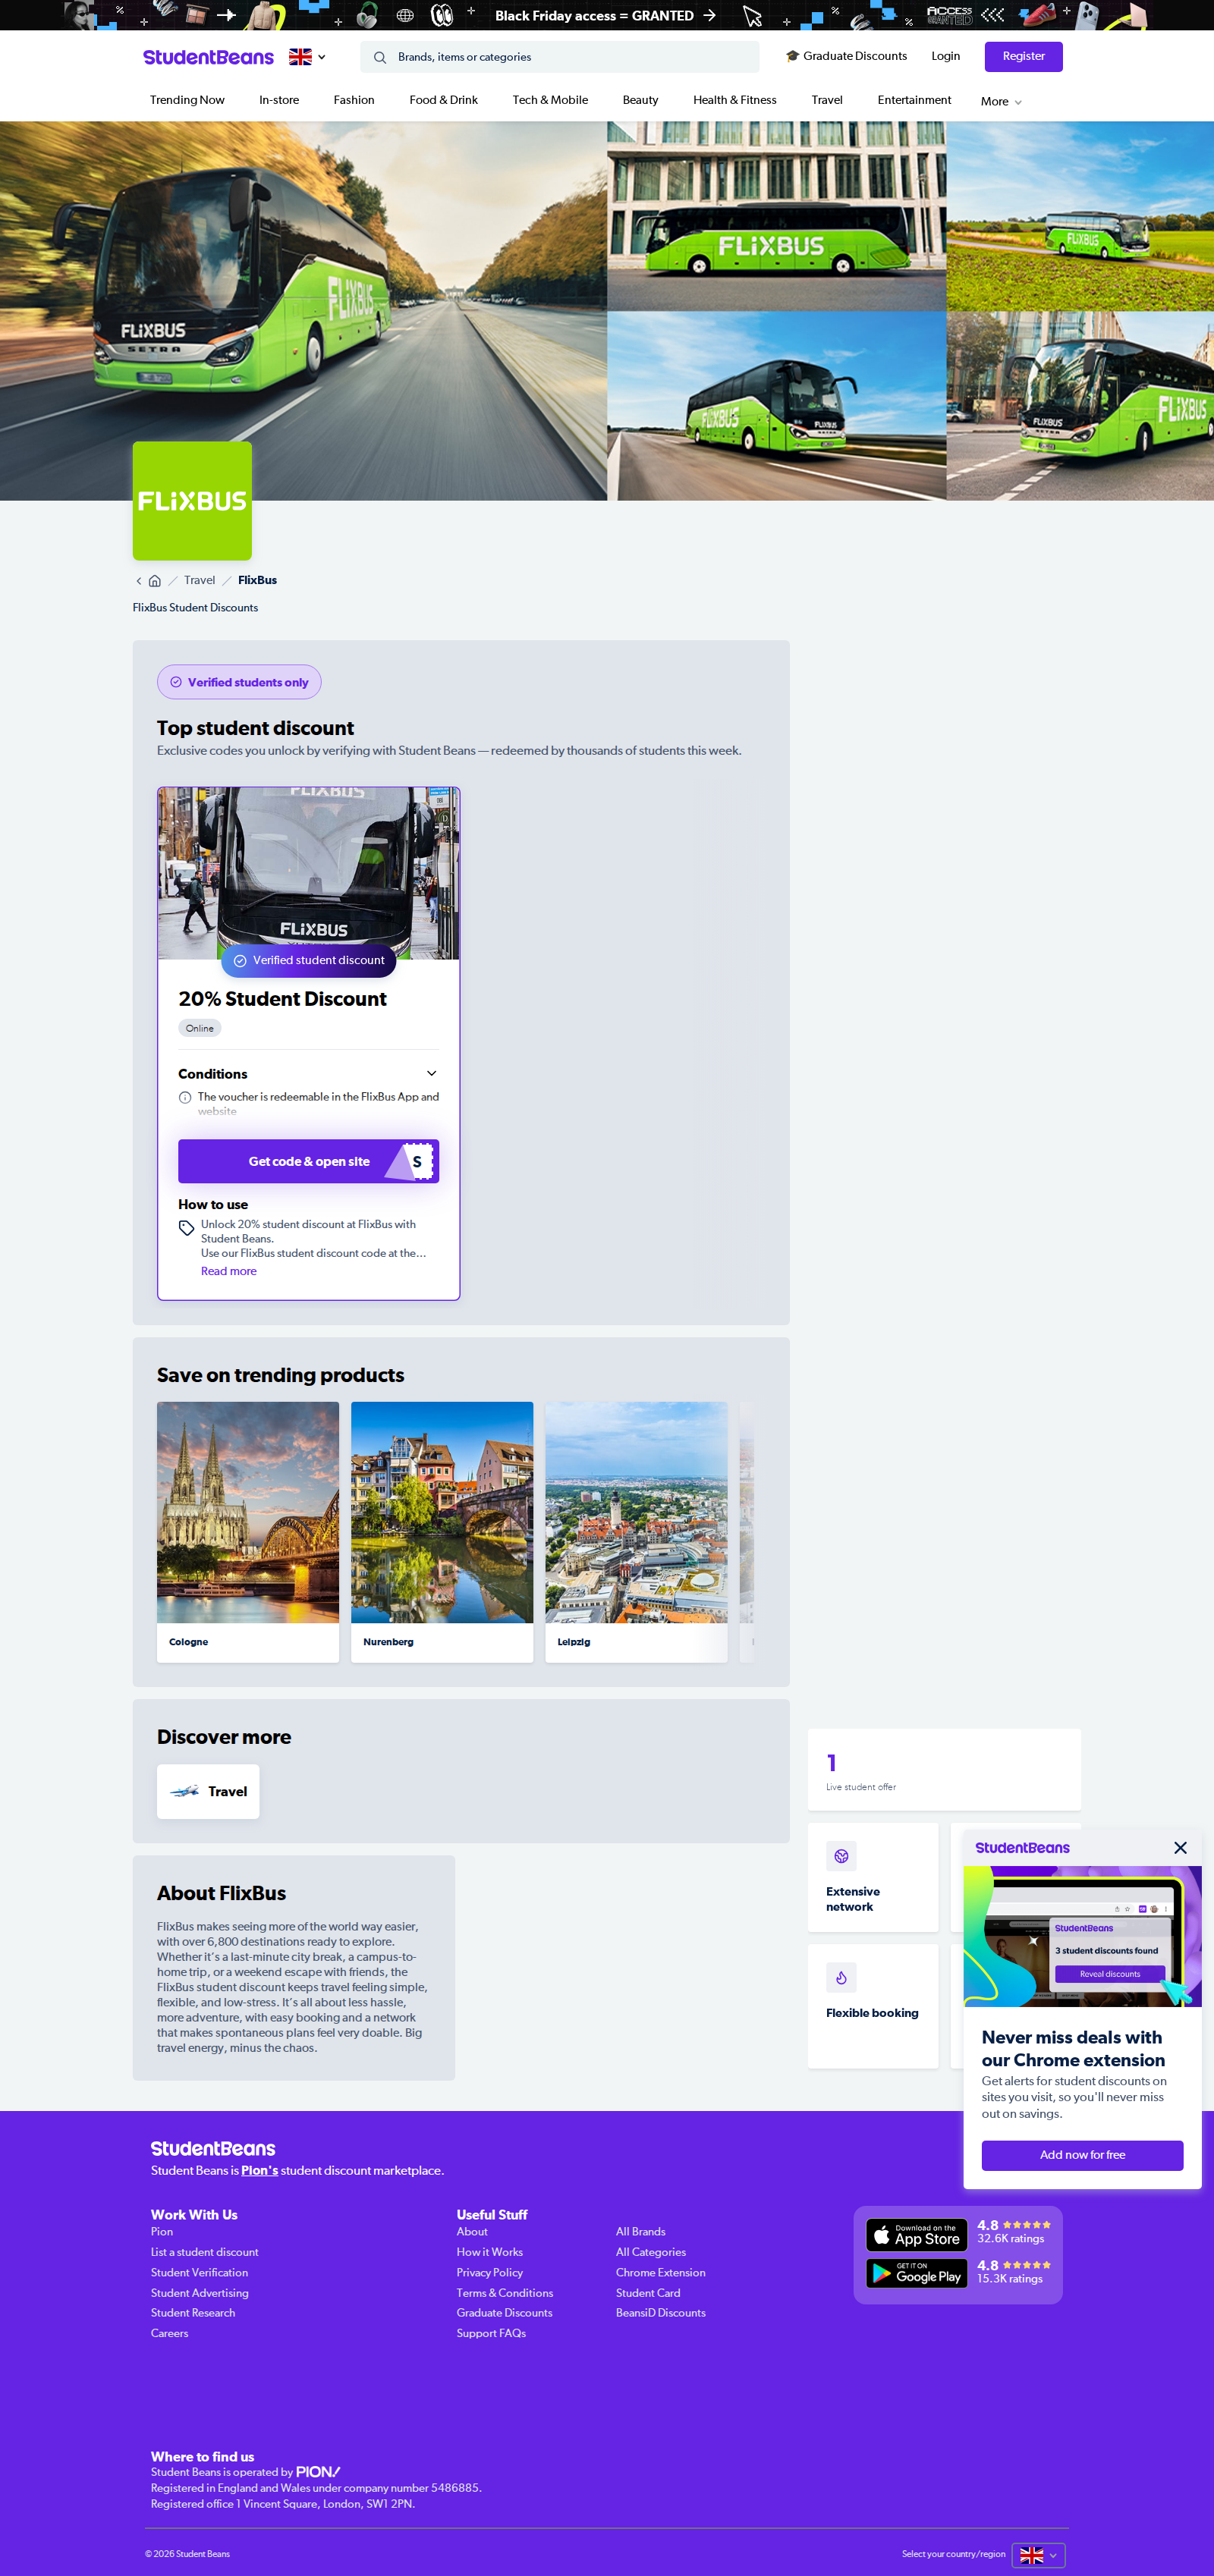 Black Friday access = GRANTED
ACCESS
GRANTED
StudentBeans
Brands, items or categories
Graduate Discounts
Login
Register
Trending Now
In-store
Fashion
Food & Drink
Tech & Mobile
Beauty
Health & Fitness
Travel
Entertainment
More
FLIXBUS
FLIXBUS
SETRA
FLIXBUS
FLIXBUS
FLIXBUS
FLIXBUS
FLIXBUS
SETRA
FLIXBUS
Travel
FlixBus
FlixBus Student Discounts
Verified students only
Top student discount
Exclusive codes you unlock by verifying with Student Beans — redeemed by thousands of students this week.
FLIXBUS
FLIXBUS
Verified student discount
20% Student Discount
Online
Conditions
The voucher is redeemable in the FlixBus App and
website
Get code & open site
S
How to use
Unlock 20% student discount at FlixBus with
Student Beans.
Use our FlixBus student discount code at the...
Read more
Save on trending products
Cologne
Nurenberg
Leipzig
Discover more
Travel
1
Live student offer
Extensive
network
Flexible booking
About FlixBus
FlixBus makes seeing more of the world way easier,
with over 6,800 destinations ready to explore.
Whether it's a last-minute city break, a campus-to-
home trip, or a weekend escape with friends, the
FlixBus student discount keeps travel feeling simple,
flexible, and low-stress. It's all about less hassle,
more adventure, with easy booking and a network
that makes spontaneous plans feel very doable. Big
travel energy, minus the chaos.
StudentBeans
StudentBeans
3 student discounts found
Reveal discounts
Never miss deals with
our Chrome extension
Get alerts for student discounts on
sites you visit, so you'll never miss
out on savings.
Add now for free
StudentBeans
Student Beans is Pion's student discount marketplace.
Work With Us
Pion
List a student discount
Student Verification
Student Advertising
Student Research
Careers
Useful Stuff
About
How it Works
Privacy Policy
Terms & Conditions
Graduate Discounts
Support FAQs
All Brands
All Categories
Chrome Extension
Student Card
BeansiD Discounts
Download on the
App Store
4.8
32.6K ratings
GET IT ON
Google Play
4.8
15.3K ratings
Where to find us
Student Beans is operated by PION/
Registered in England and Wales under company number 5486885.
Registered office 1 Vincent Square, London, SW1 2PN.
© 2026 Student Beans
Select your country/region